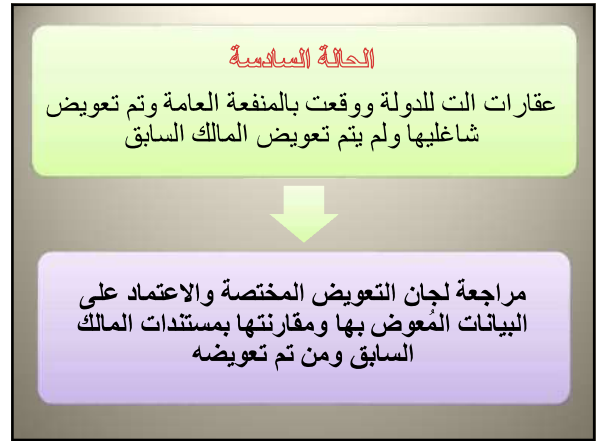 الحالة السادسة
عقارات الت للدولة ووقعت بالمنفعة العامة وتم تعويض
شاغليها ولم يتم تعويض المالك السابق
مراجعة لجان التعويض المختصة والاعتماد على
البيانات المُعوض بها ومقارنتها بمستندات المالك
السابق ومن تم تعويضه